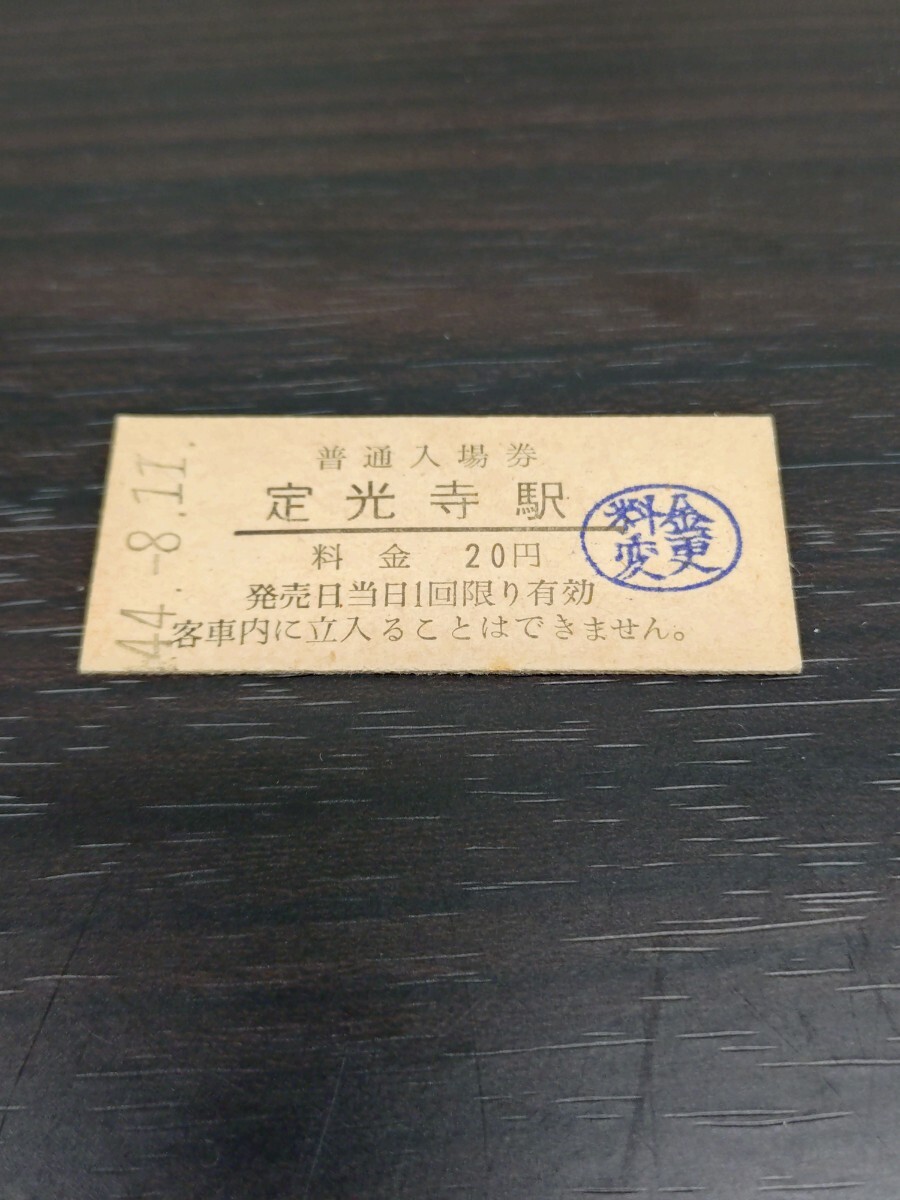 44.-8.11.
普通入場券
定光寺駅
料金 20円
発売日当日1回限り有効
客車内に立入ることはできません。
料金
変更